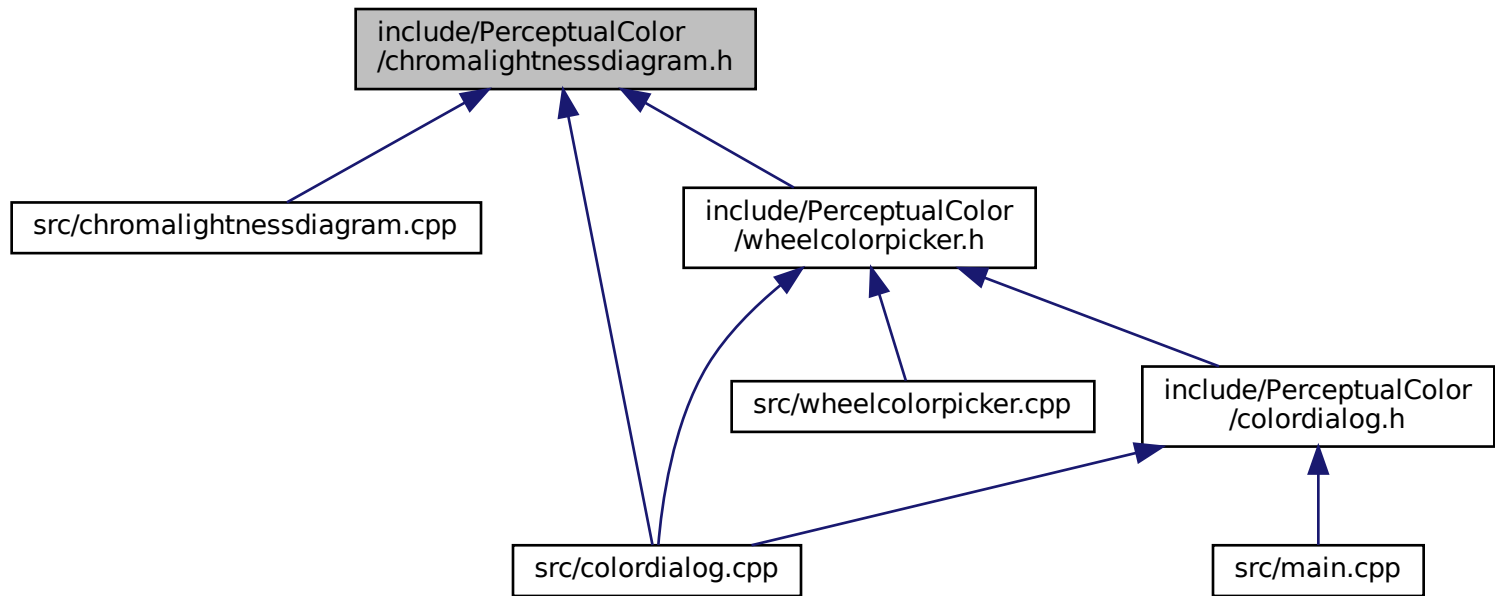 include/PerceptualColor
/chromalightnessdiagram.h
src/chromalightnessdiagram.cpp
include/PerceptualColor
/wheelcolorpicker.h
src/wheelcolorpicker.cpp
include/PerceptualColor
/colordialog.h
src/colordialog.cpp
src/main.cpp